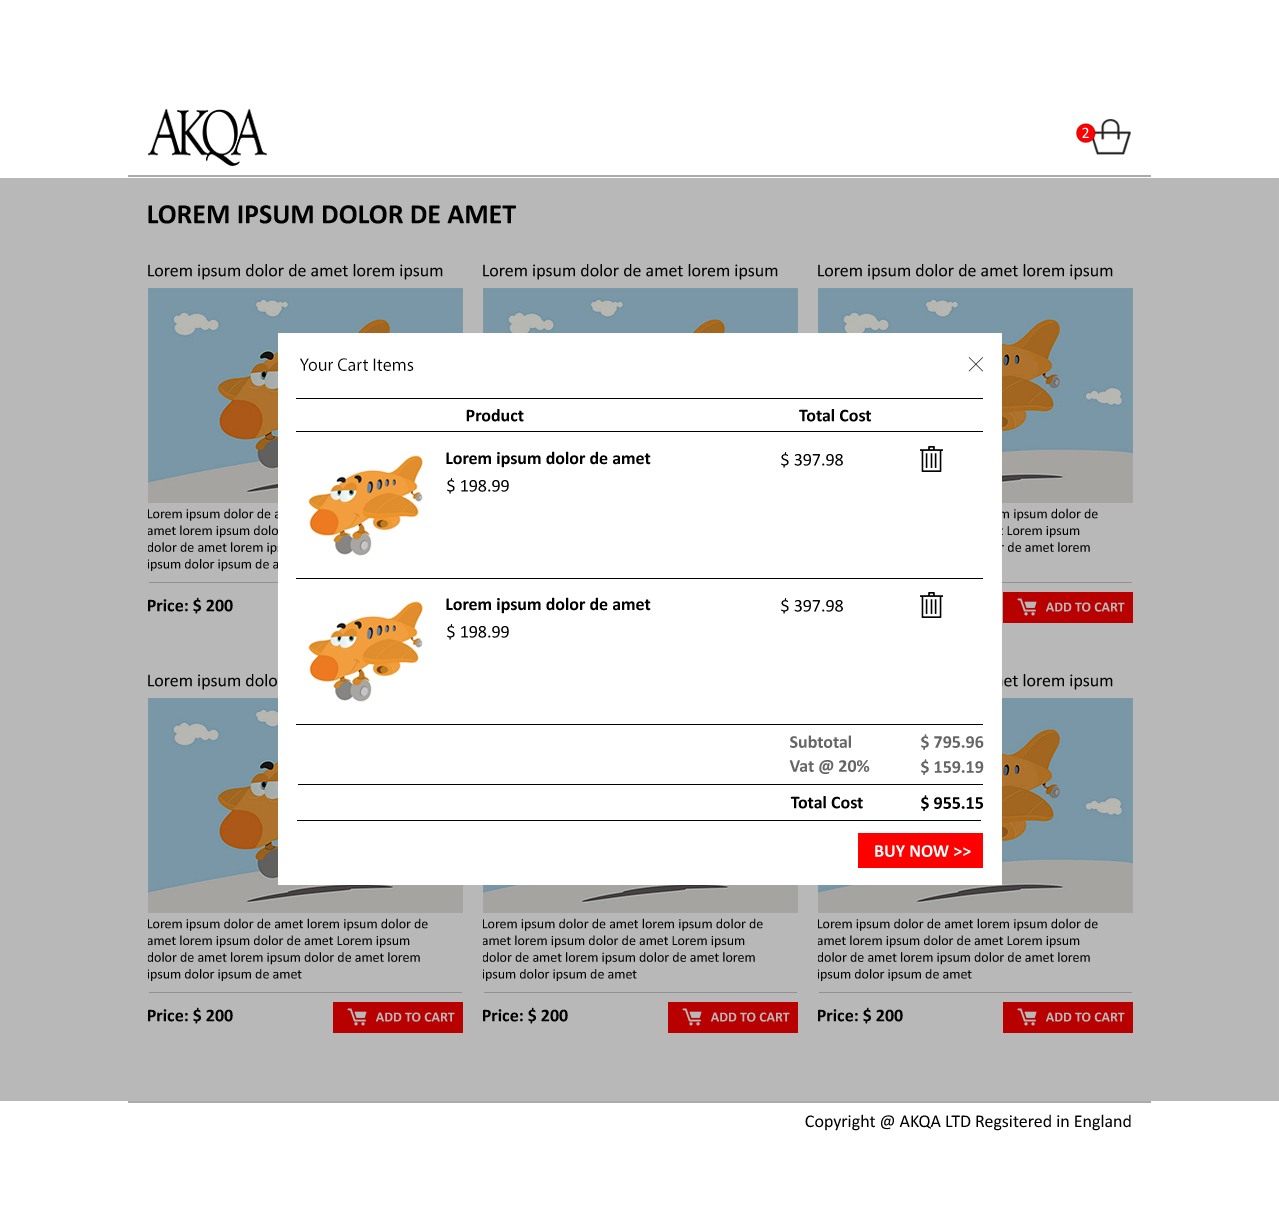 AKQA
2
LOREM IPSUM DOLOR DE AMET
Lorem ipsum dolor de amet lorem ipsum
Lorem ipsum dolor de amet lorem ipsum
Lorem ipsum dolor de amet lorem ipsum
Your Cart Items
Product Total Cost
Lorem ipsum dolor de amet $ 397.98
$ 198.99
Lorem ipsum dolor de amet $ 397.98
$ 198.99
Subtotal $ 795.96
Vat @ 20% $ 159.19
Total Cost $ 955.15
BUY NOW >>
Lorem ipsum dolor de
amet lorem ipsum
dolor de amet lorem
ipsum dolor ipsum de
Price: $ 200
ipsum dolor de
Lorem ipsum
de amet lorem
ADD TO CART
Lorem ipsum
lorem ipsum
Lorem ipsum dolor de amet lorem ipsum dolor de
amet lorem ipsum dolor de amet Lorem ipsum
dolor de amet lorem ipsum dolor de amet lorem
ipsum dolor ipsum de amet
Price: $ 200
ADD TO CART
Lorem ipsum dolor de amet lorem ipsum dolor de
amet lorem ipsum dolor de amet Lorem ipsum
dolor de amet lorem ipsum dolor de amet lorem
ipsum dolor ipsum de amet
Price: $ 200
ADD TO CART
Lorem ipsum dolor de amet lorem ipsum dolor de
amet lorem ipsum dolor de amet Lorem ipsum
dolor de amet lorem ipsum dolor de amet lorem
ipsum dolor ipsum de amet
Price: $ 200
ADD TO CART
Copyright @ AKQA LTD Regsitered in England